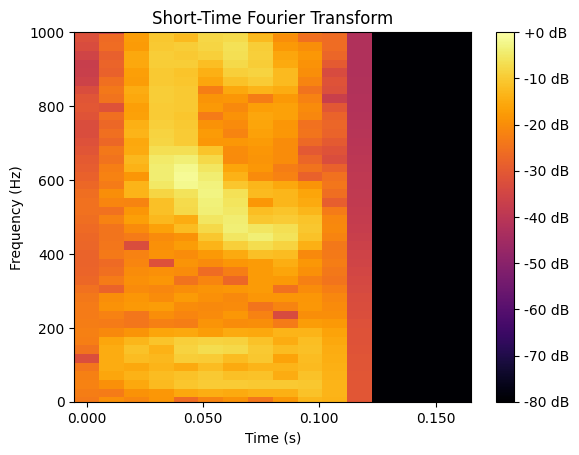 Short-Time Fourier Transform
1000
800
600
400
200
0
Frequency (Hz)
0.000
0.050
0.100
0.150
Time (s)
+0 dB
-10 dB
-20 dB
-30 dB
-40 dB
-50 dB
-60 dB
-70 dB
-80 dB